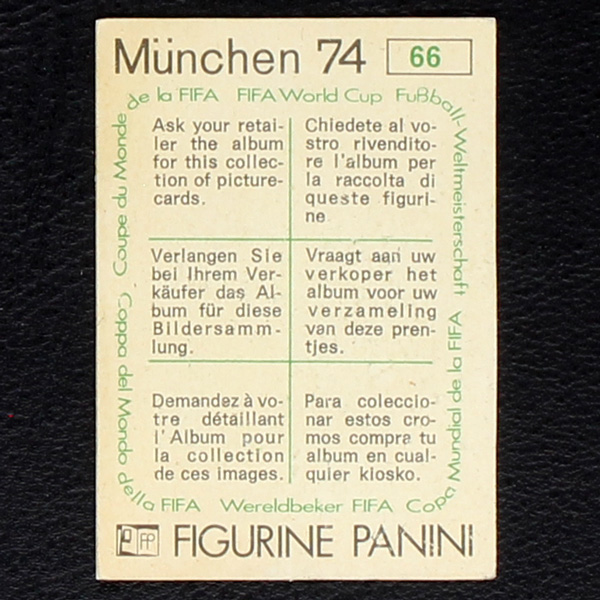 München 74 66
de la FIFA FIFA World Cup Fußball-Weltmeisterschaft
Ask your retai-
ler the album
for this collec-
tion of picture-
cards.
Chiedete al vo-
stro rivendito-
re l'album per
la raccolta di
queste figuri-
ne
Verlangen Sie
bei Ihrem Ver-
käufer das Al-
bum für diese
Bildersamm-
lung.
Vraagt aan uw
verkoper het
album voor uw
verzameling
van deze pren-
tjes.
Demandez à vo-
tre détaillant
l'Album pour
la collection
de ces images.
Para coleccio-
nar estos cro-
mos compre tu
album en cual-
quier kiosko.
Coupe du Monde
Coppa del Mondo
della FIFA Wereldbeker FIFA Copa Mundial de la FIFA
FP FIGURINE PANINI